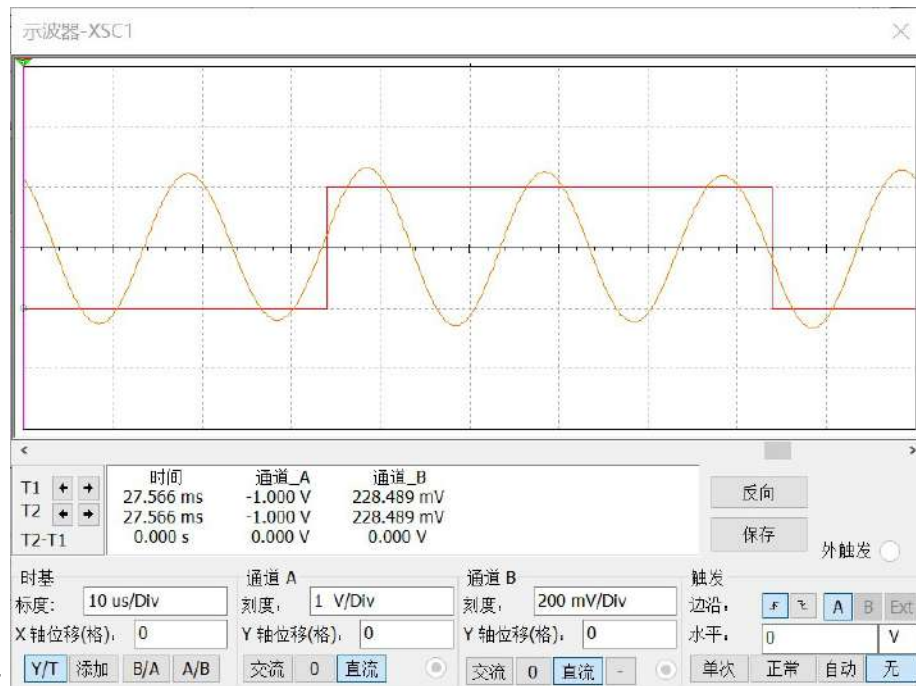 示波器-XSC1
时间 通道_A 通道_B
T1 27.566 ms -1.000 V 228.489 mV
T2 27.566 ms -1.000 V 228.489 mV
T2-T1 0.000 s 0.000 V 0.000 V
反向
保存
外触发
时基
标度: 10 us/Div
X轴位移(格): 0
Y/T 添加 B/A A/B
通道 A
刻度: 1 V/Div
Y 轴位移(格): 0
交流 0 直流
通道 B
刻度: 200 mV/Div
Y 轴位移(格): 0
交流 0 直流 -
触发
边沿: A B Ext
水平: 0 V
单次 正常 自动 无